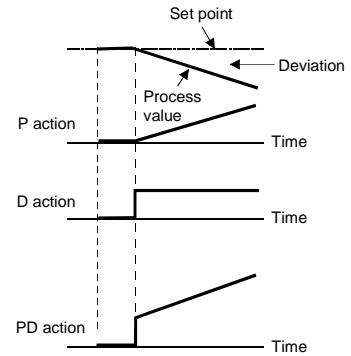 Set point
Deviation
Process
value
P action
Time
D action
Time
PD action
Time